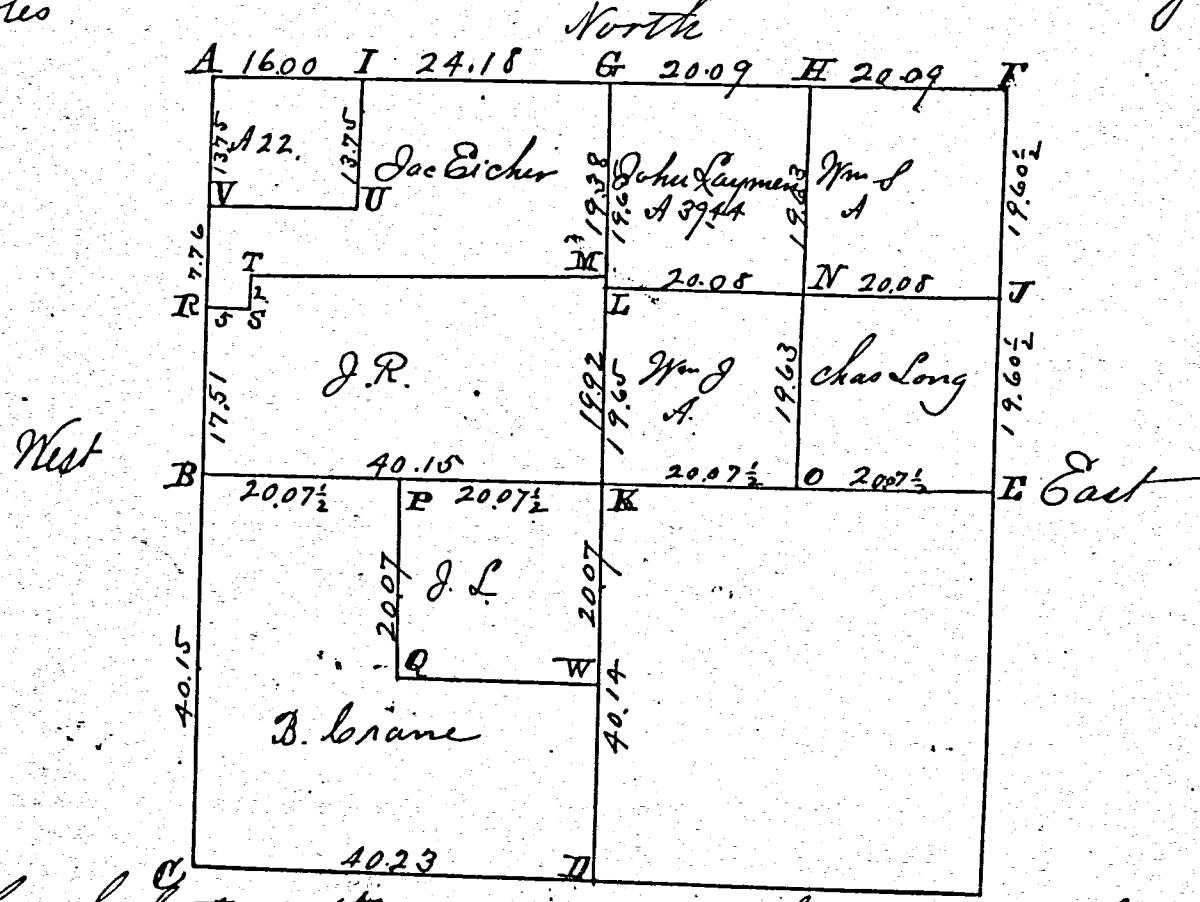 North
A 16.00 I 24.18 G 20.09 H 20.09 F
13.75 A 22. 13.75 Jac Eicher 19.38 19.65 John Laymen 19.63 Wm S 19.60½
A 39.44 A
V U
7.76 T M 20.08 N 20.08 J
R 5 2 S L
17.51 J.R. 19.92 19.65 Wm J 19.63 Chas Long 19.60½
A.
West
B 40.15 20.07½ O 20.07½ E East
20.07½ P 20.07½ K
20.07 J. L 20.07
Q W
40.15 40.14
B. Crane
C 40.23 D